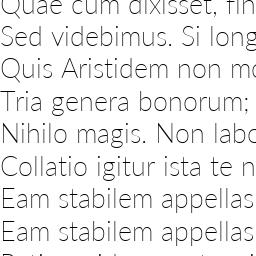 Quae cum dixisset, fin
Sed videbimus. Si long
Quis Aristidem non mo
Tria genera bonorum;
Nihilo magis. Non labo
Collatio igitur ista te n
Eam stabilem appellas
Eam stabilem appellas